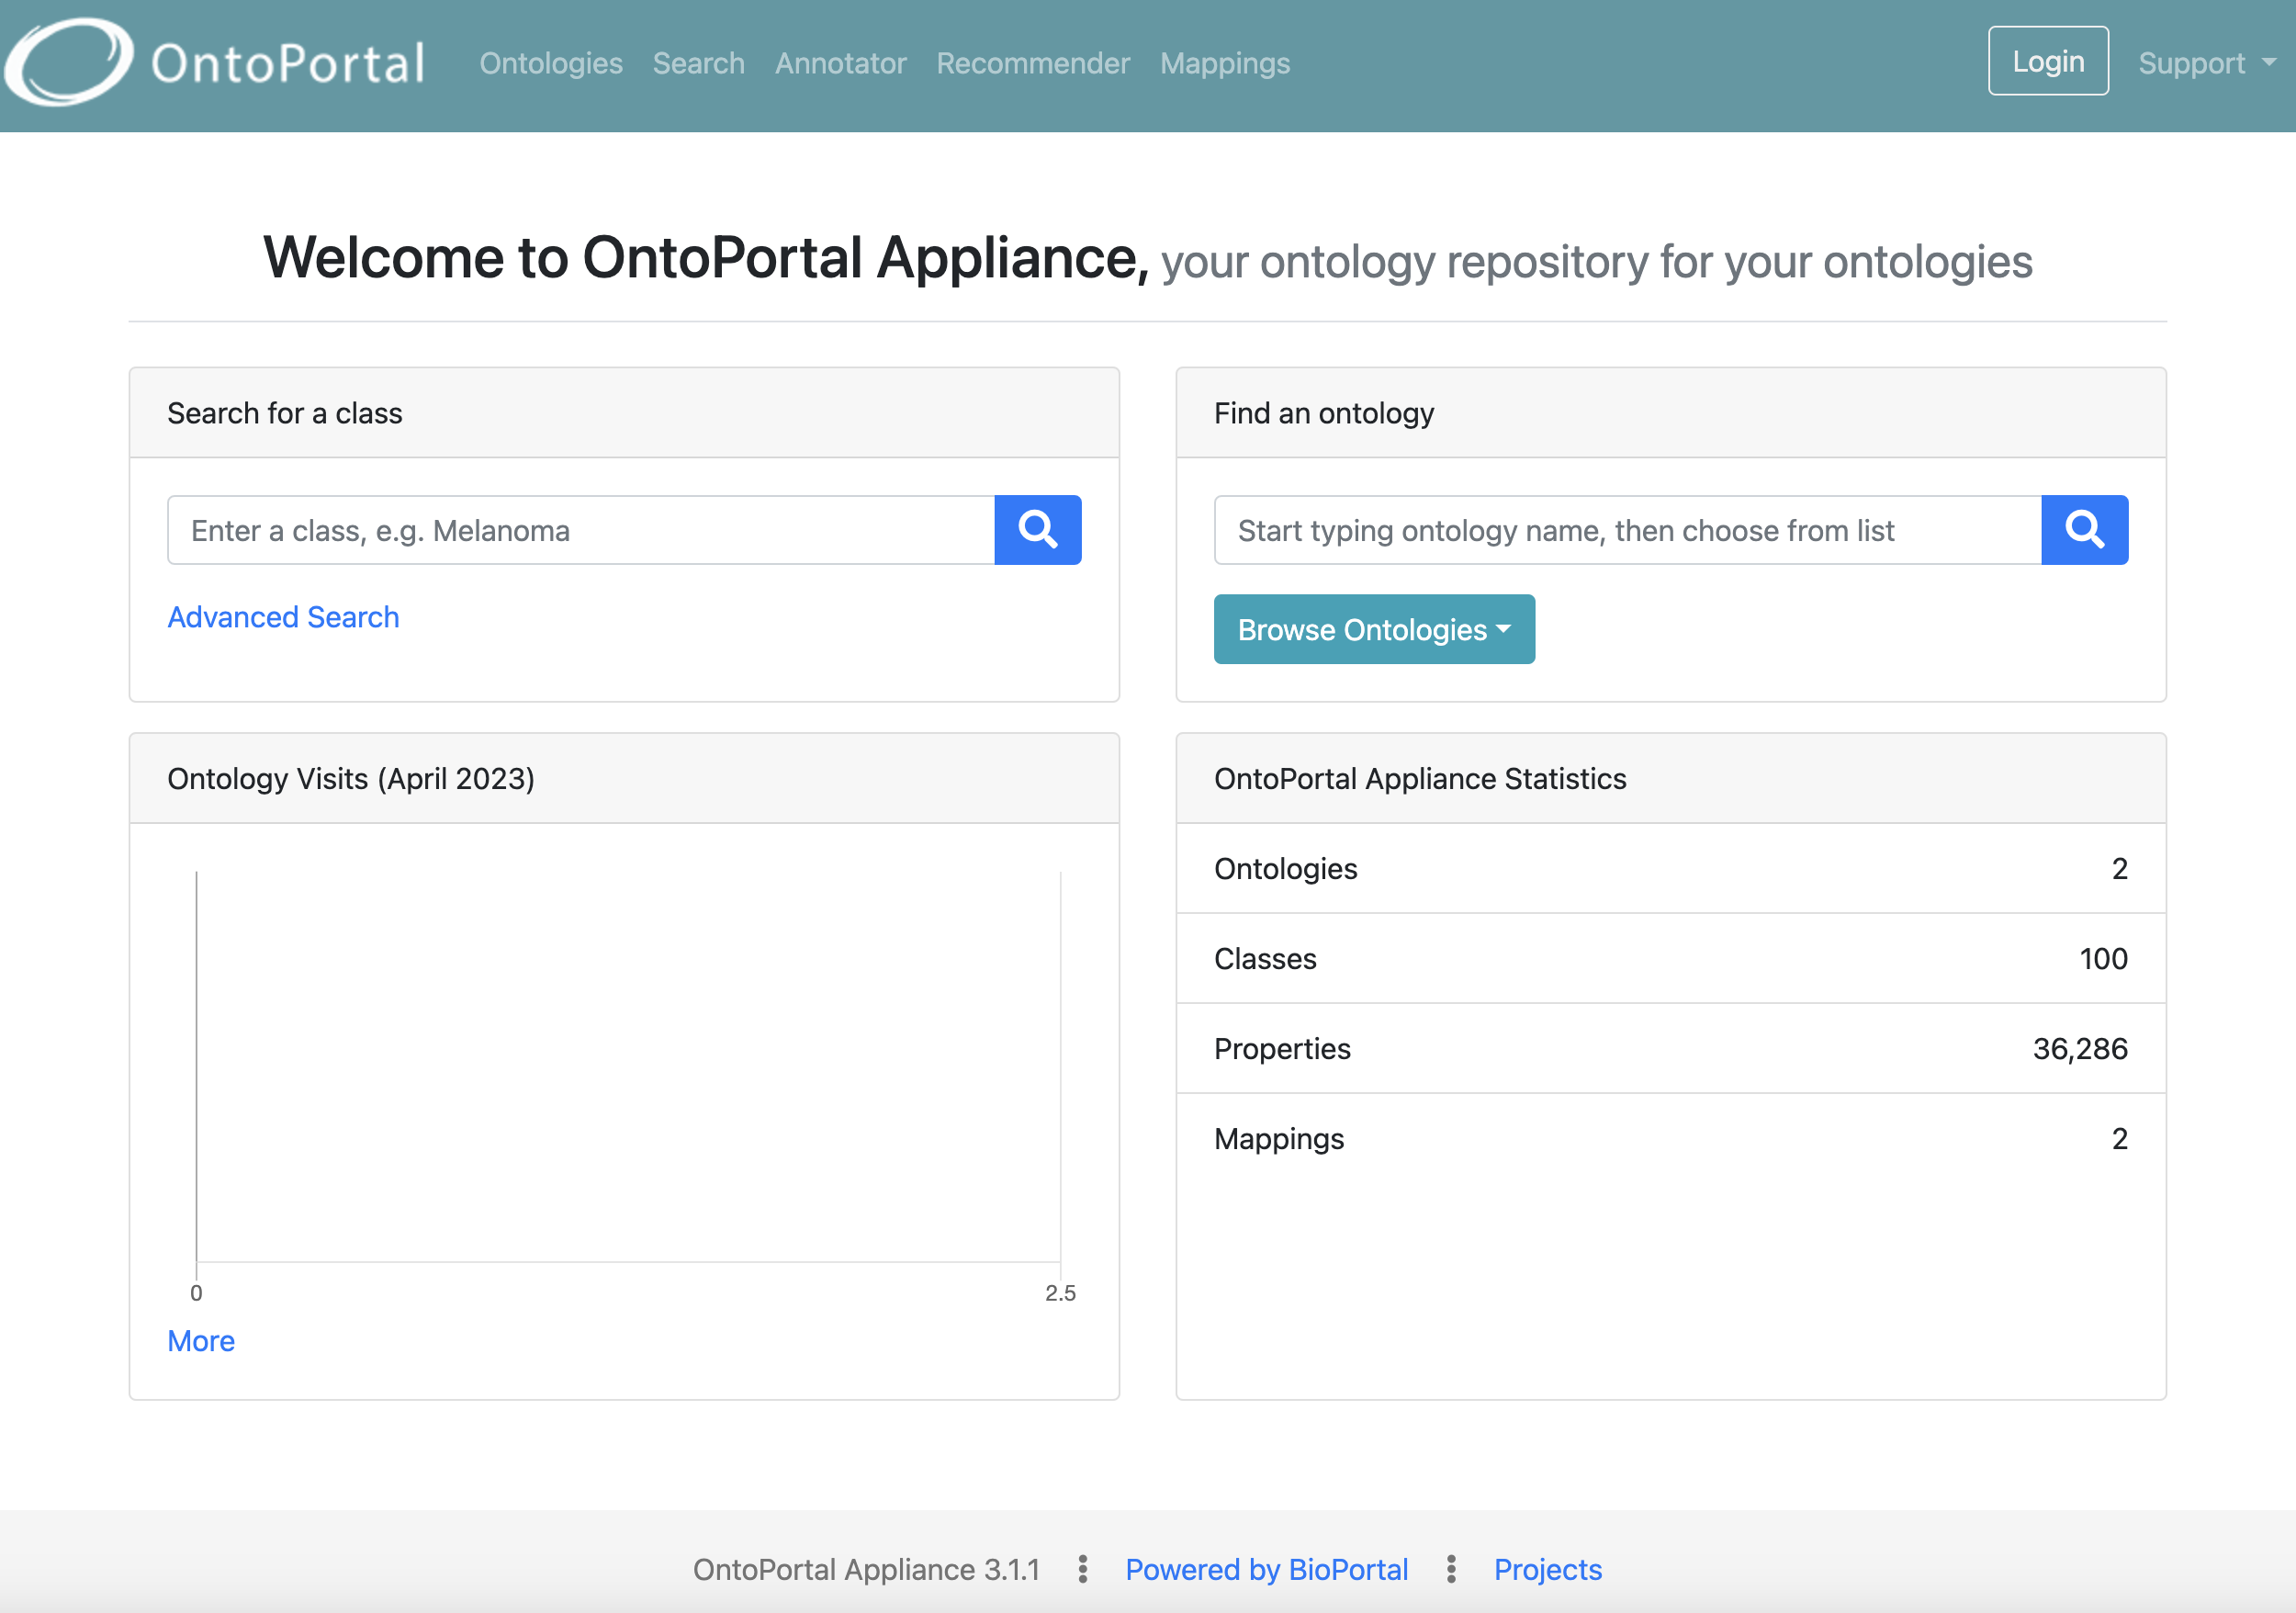 OntoPortal Ontologies Search Annotator Recommender Mappings Login Support
Welcome to OntoPortal Appliance, your ontology repository for your ontologies
Search for a class
Enter a class, e.g. Melanoma
Advanced Search
Find an ontology
Start typing ontology name, then choose from list
Browse Ontologies
Ontology Visits (April 2023)
0 2.5
More
OntoPortal Appliance Statistics
Ontologies 2
Classes 100
Properties 36,286
Mappings 2
OntoPortal Appliance 3.1.1 Powered by BioPortal Projects